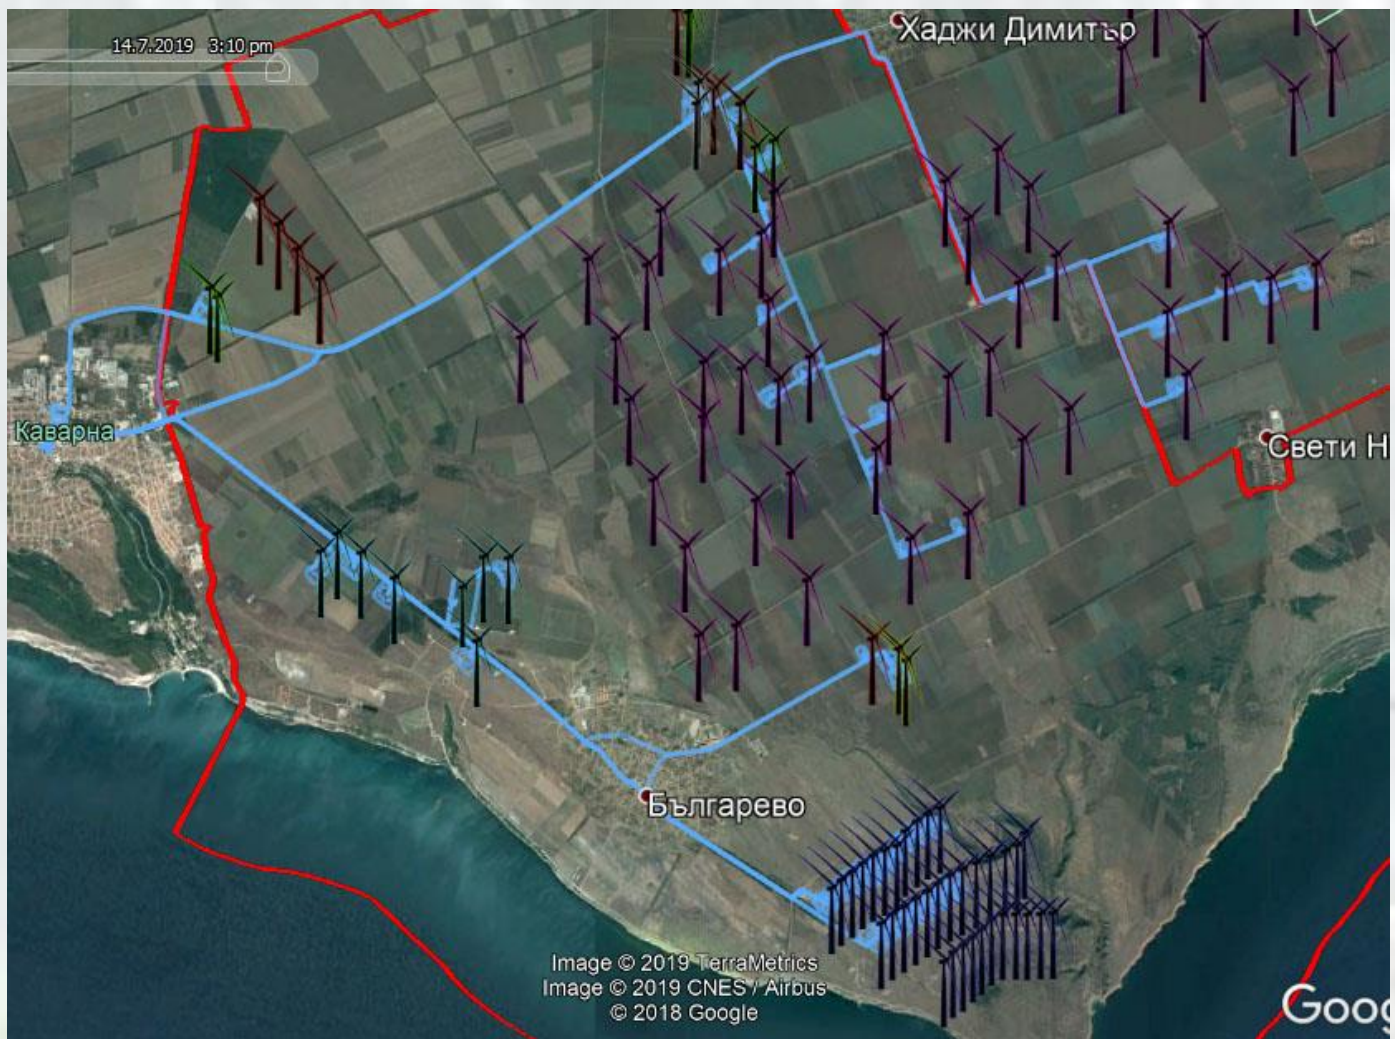 14.7.2019 3:10 pm
Хаджи Димитър
Каварна
Свети Н
Българево
Image © 2019 TerraMetrics
Image © 2019 CNES / Airbus
© 2018 Google
Goog